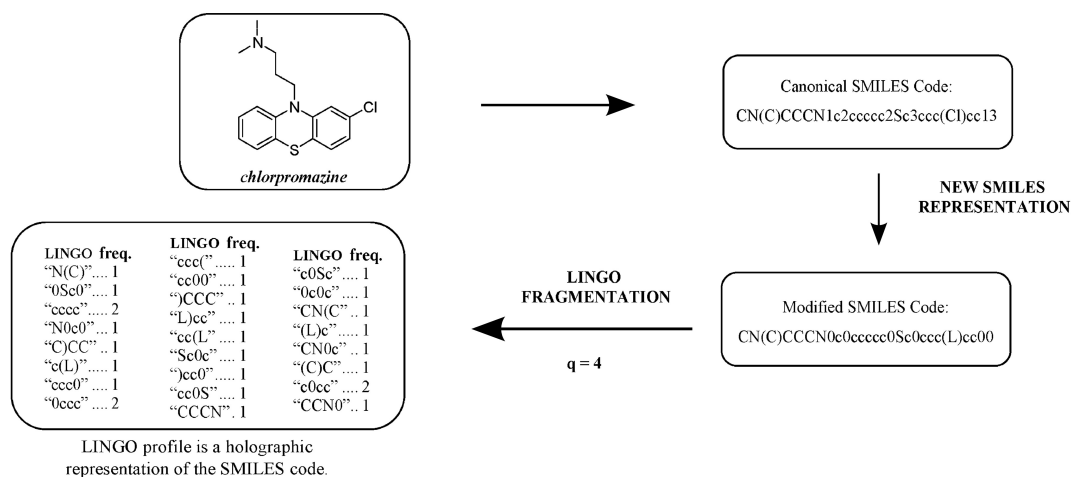 N
N
Cl
S
chlorpromazine
Canonical SMILES Code:
CN(C)CCCN1c2ccccc2Sc3ccc(Cl)cc13
NEW SMILES
REPRESENTATION
Modified SMILES Code:
CN(C)CCCN0c0ccccc0Sc0ccc(L)cc00
LINGO
FRAGMENTATION
q = 4
LINGO freq.
“N(C)”.... 1
“0Sc0”..... 1
“cccc”..... 2
“N0c0”.... 1
“C)CC”.. 1
“c(L)”..... 1
“ccc0”.... 1
“0ccc”.... 2
LINGO freq.
“ccc(”..... 1
“cc00”..... 1
“)CCC”.. 1
“L)cc”..... 1
“cc(L”..... 1
“Sc0c”.... 1
“)cc0”..... 1
“cc0S”.... 1
“CCCN”. 1
LINGO freq.
“c0Sc”.... 1
“0c0c”..... 1
“CN(C”.. 1
“(L)c”..... 1
“CN0c”.. 1
“(C)C”.... 1
“c0cc”..... 2
“CCN0”.. 1
LINGO profile is a holographic
representation of the SMILES code.